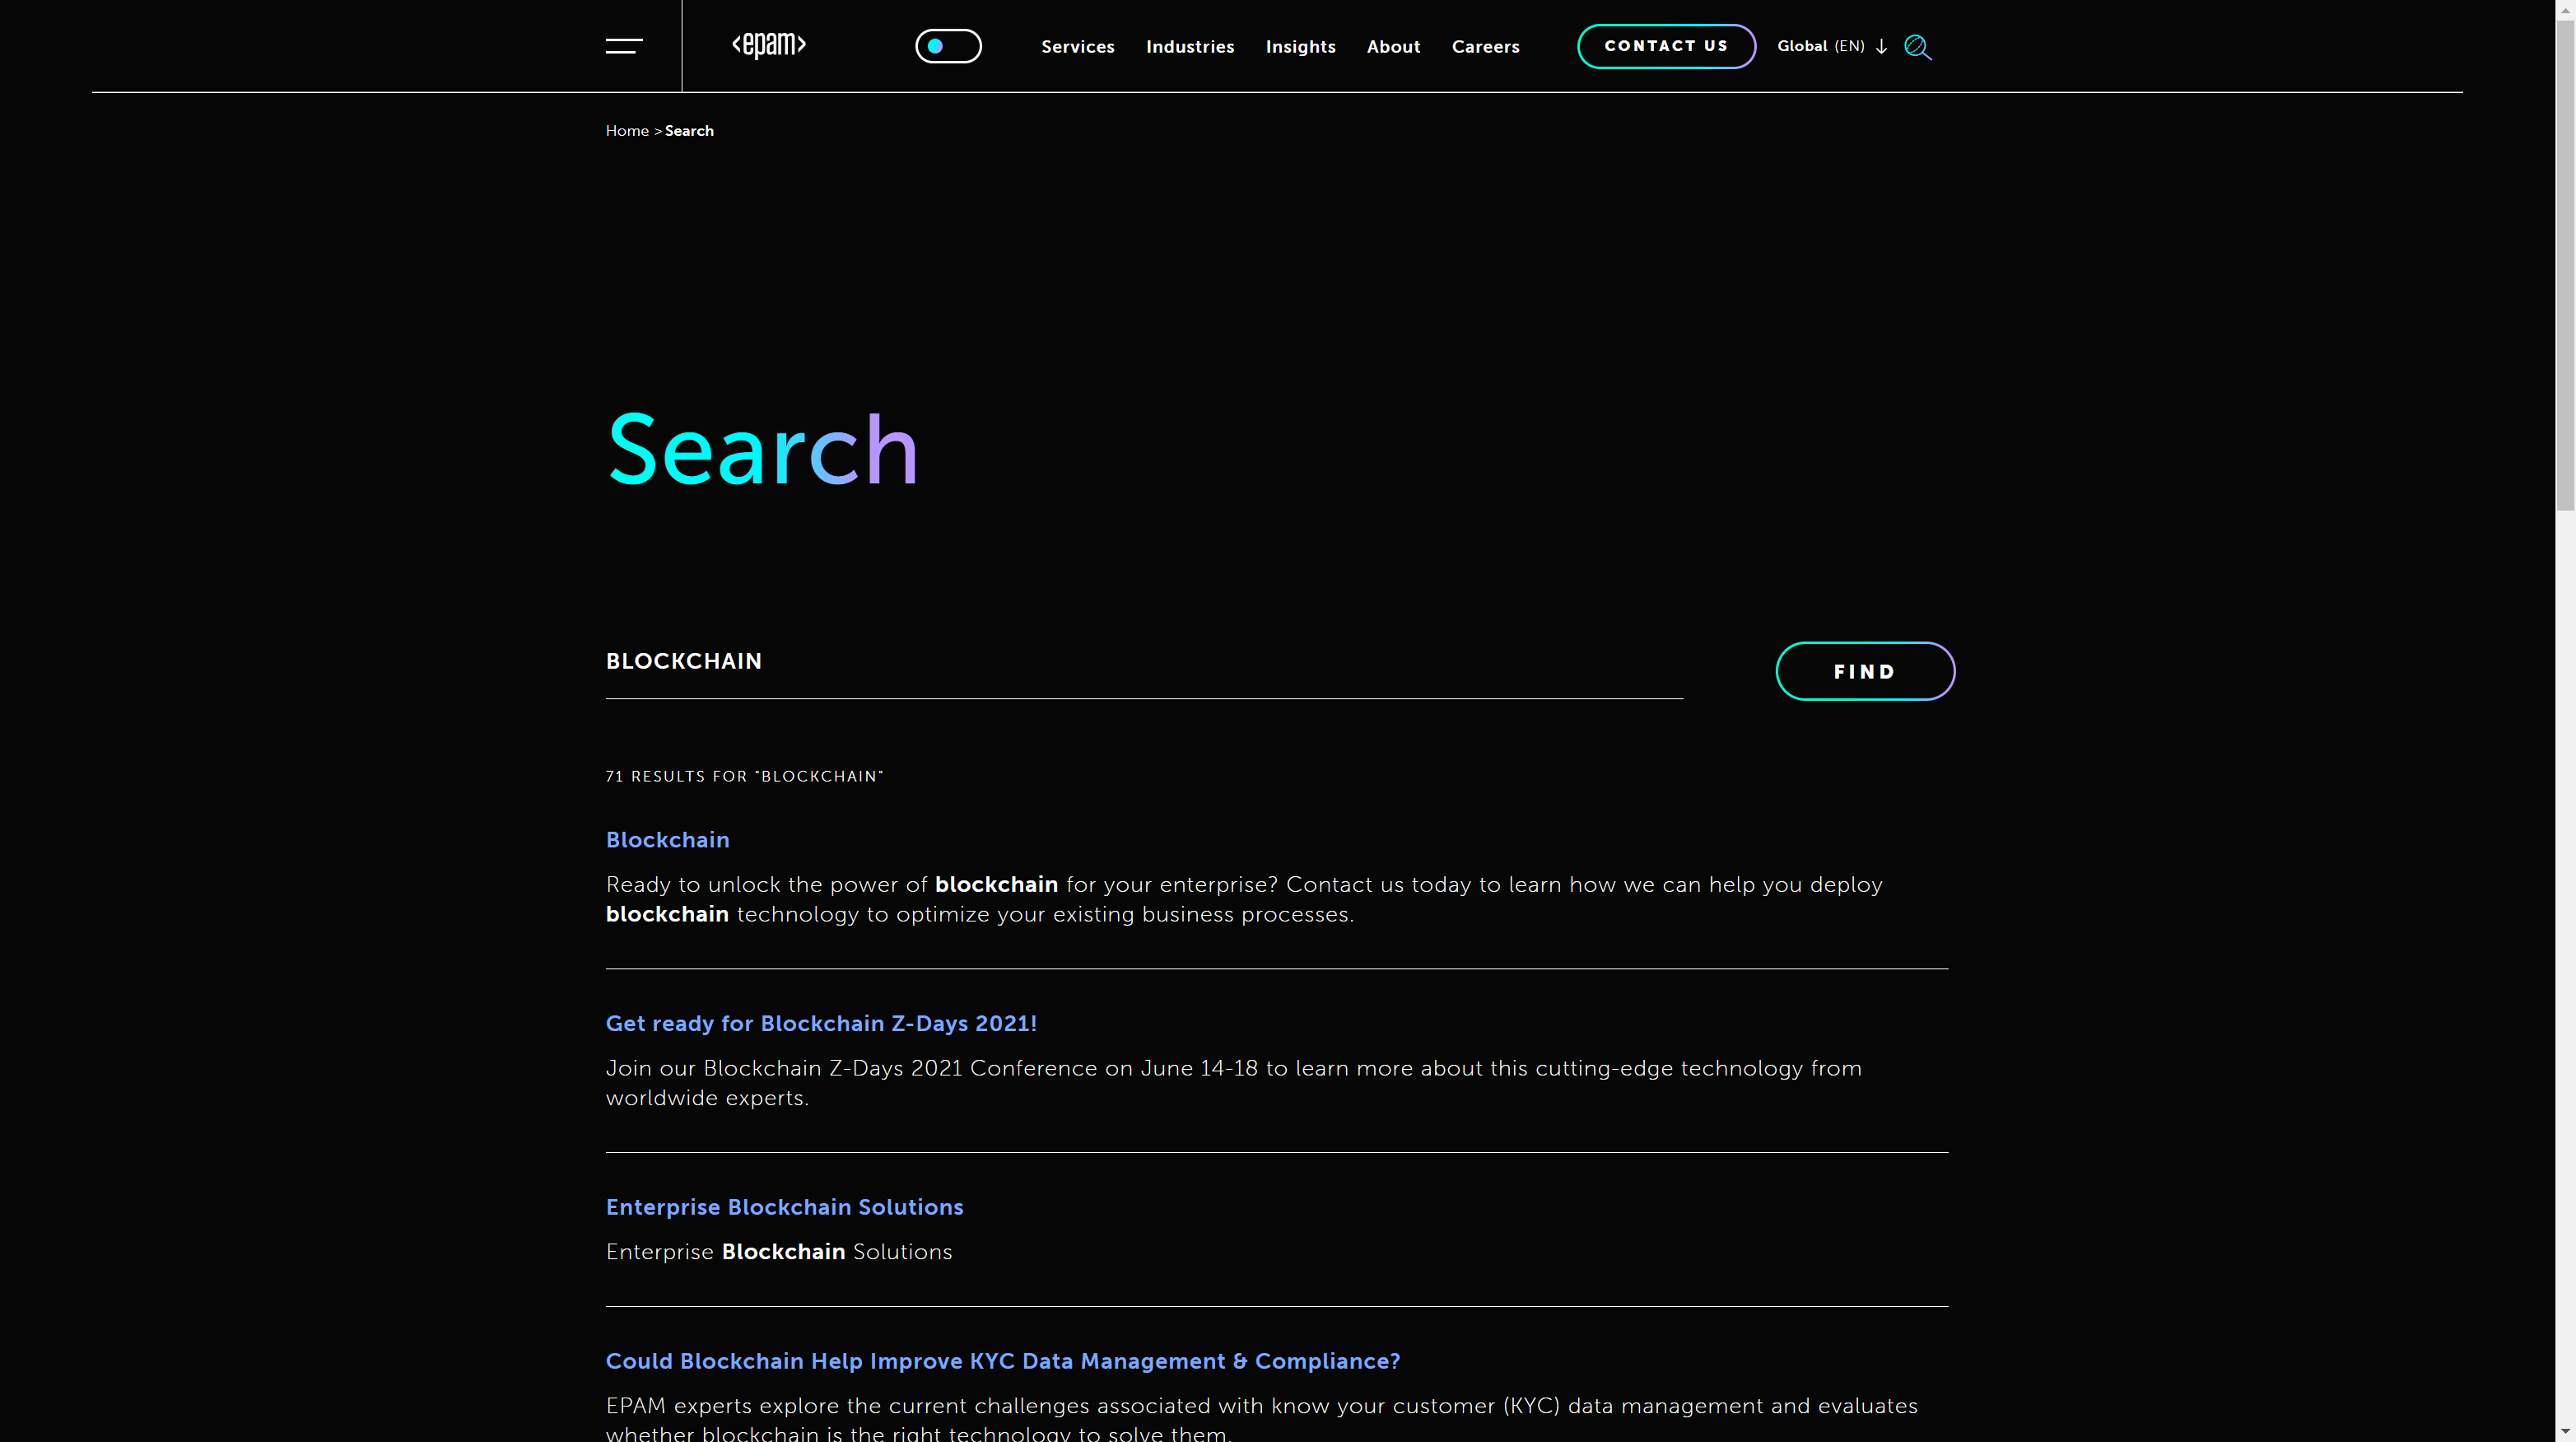 <epam>
Services Industries Insights About Careers CONTACT US Global (EN)
Home > Search
Search
BLOCKCHAIN
FIND
71 RESULTS FOR "BLOCKCHAIN"
Blockchain
Ready to unlock the power of blockchain for your enterprise? Contact us today to learn how we can help you deploy
blockchain technology to optimize your existing business processes.
Get ready for Blockchain Z-Days 2021!
Join our Blockchain Z-Days 2021 Conference on June 14-18 to learn more about this cutting-edge technology from
worldwide experts.
Enterprise Blockchain Solutions
Enterprise Blockchain Solutions
Could Blockchain Help Improve KYC Data Management & Compliance?
EPAM experts explore the current challenges associated with know your customer (KYC) data management and evaluates
whether blockchain is the right technology to solve them.